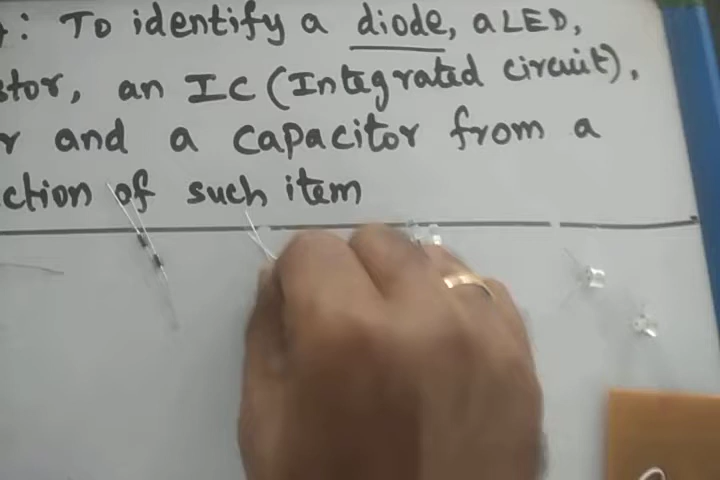 : To identify a diode, a LED,
stor, an IC (Integrated circuit),
r and a capacitor from a
ction of such item